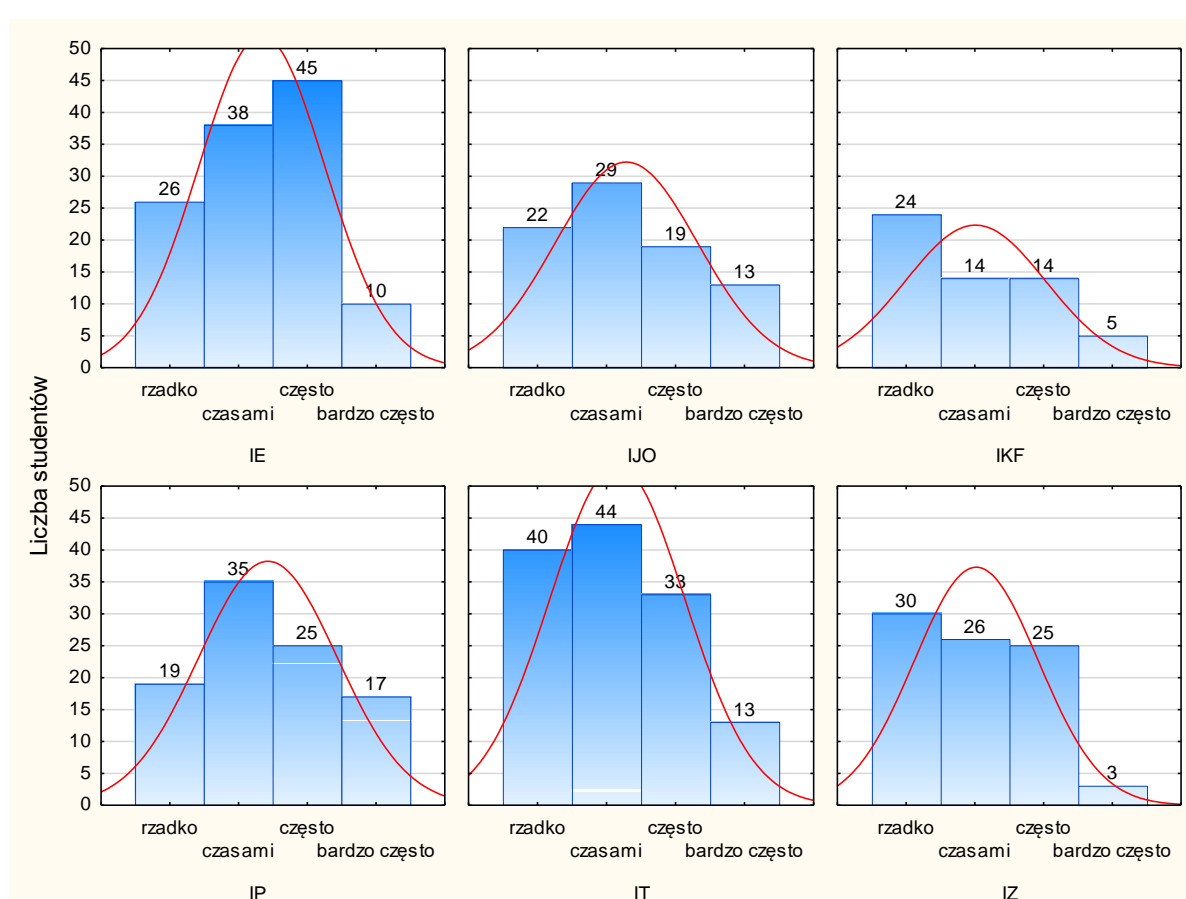 Liczba studentów
50
45
40
35
30
25
20
15
10
5
0
26
38
45
10
rzadko
czasami
często
bardzo często
IE
22
29
19
13
rzadko
czasami
często
bardzo często
IJO
24
14
14
5
rzadko
czasami
często
bardzo często
IKF
50
45
40
35
30
25
20
15
10
5
0
19
35
25
17
rzadko
czasami
często
bardzo często
IP
40
44
33
13
rzadko
czasami
często
bardzo często
IT
30
26
25
3
rzadko
czasami
często
bardzo często
IZ